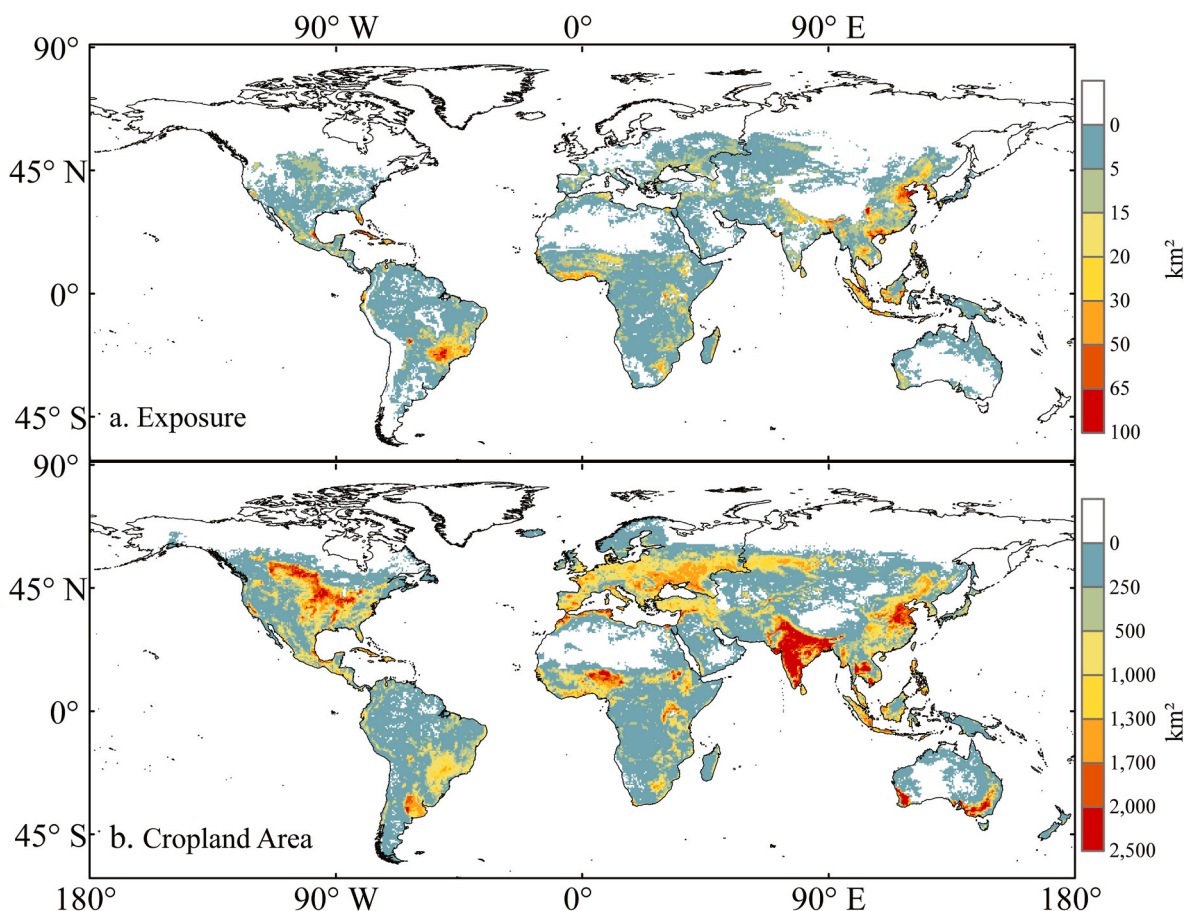 90° W 0° 90° E
90°
45° N
0°
45° S
a. Exposure
0
5
15
20
30
50
65
100
km²
90°
45° N
0°
45° S
b. Cropland Area
0
250
500
1,000
1,300
1,700
2,000
2,500
km²
180° 90° W 0° 90° E 180°